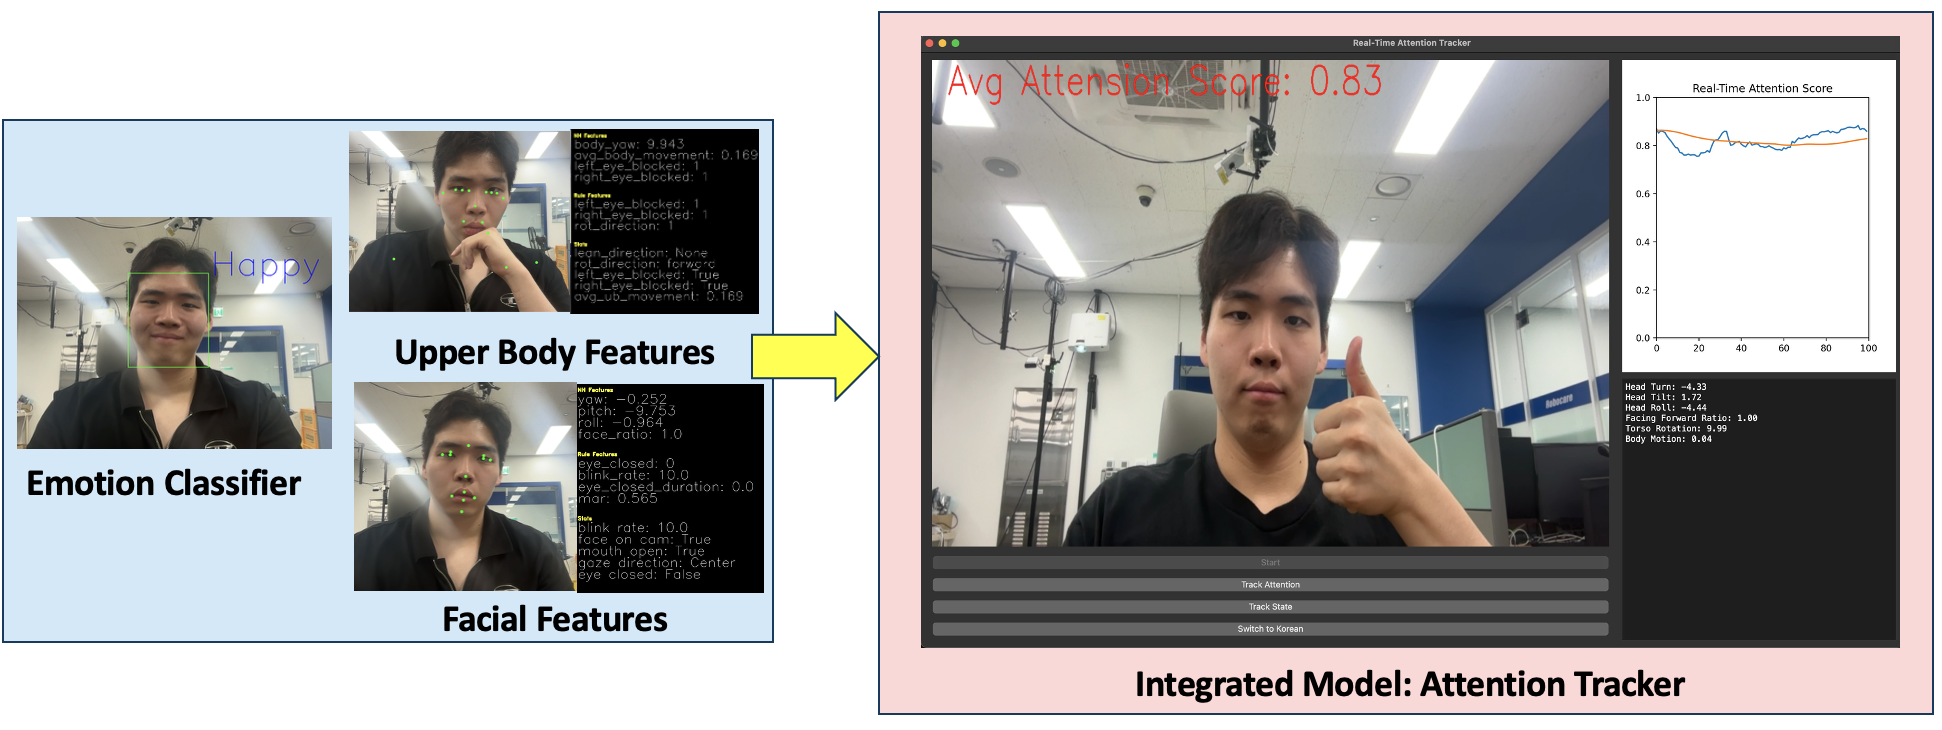 Happy
Emotion Classifier
NN Features
body_yaw: 9.943
avg_body_movement: 0.169
left_eye_blocked: 1
right_eye_blocked: 1
Rule Features
left_eye_blocked: 1
right_eye_blocked: 1
rot_direction: 1
State
lean_direction: None
rot_direction: forward
left_eye_blocked: True
right_eye_blocked: True
avg_ub_movement: 0.169
Upper Body Features
NN Features
yaw: -0.252
pitch: -9.753
roll: -0.964
face_ratio: 1.0
Rule Features
eye_closed: 0
blink_rate: 10.0
eye_closed_duration: 0.0
mar: 0.565
State
blink rate: 10.0
face on cam: True
mouth open: True
gaze direction: Center
eye closed: False
Facial Features
Real-Time Attention Tracker
Avg Attension Score: 0.83
Robocare
Start
Track Attention
Track State
Switch to Korean
Real-Time Attention Score
1.0
0.8
0.6
0.4
0.2
0.0
0 20 40 60 80 100
Head Turn: -4.33
Head Tilt: 1.72
Head Roll: -4.44
Facing Forward Ratio: 1.00
Torso Rotation: 9.99
Body Motion: 0.04
Integrated Model: Attention Tracker